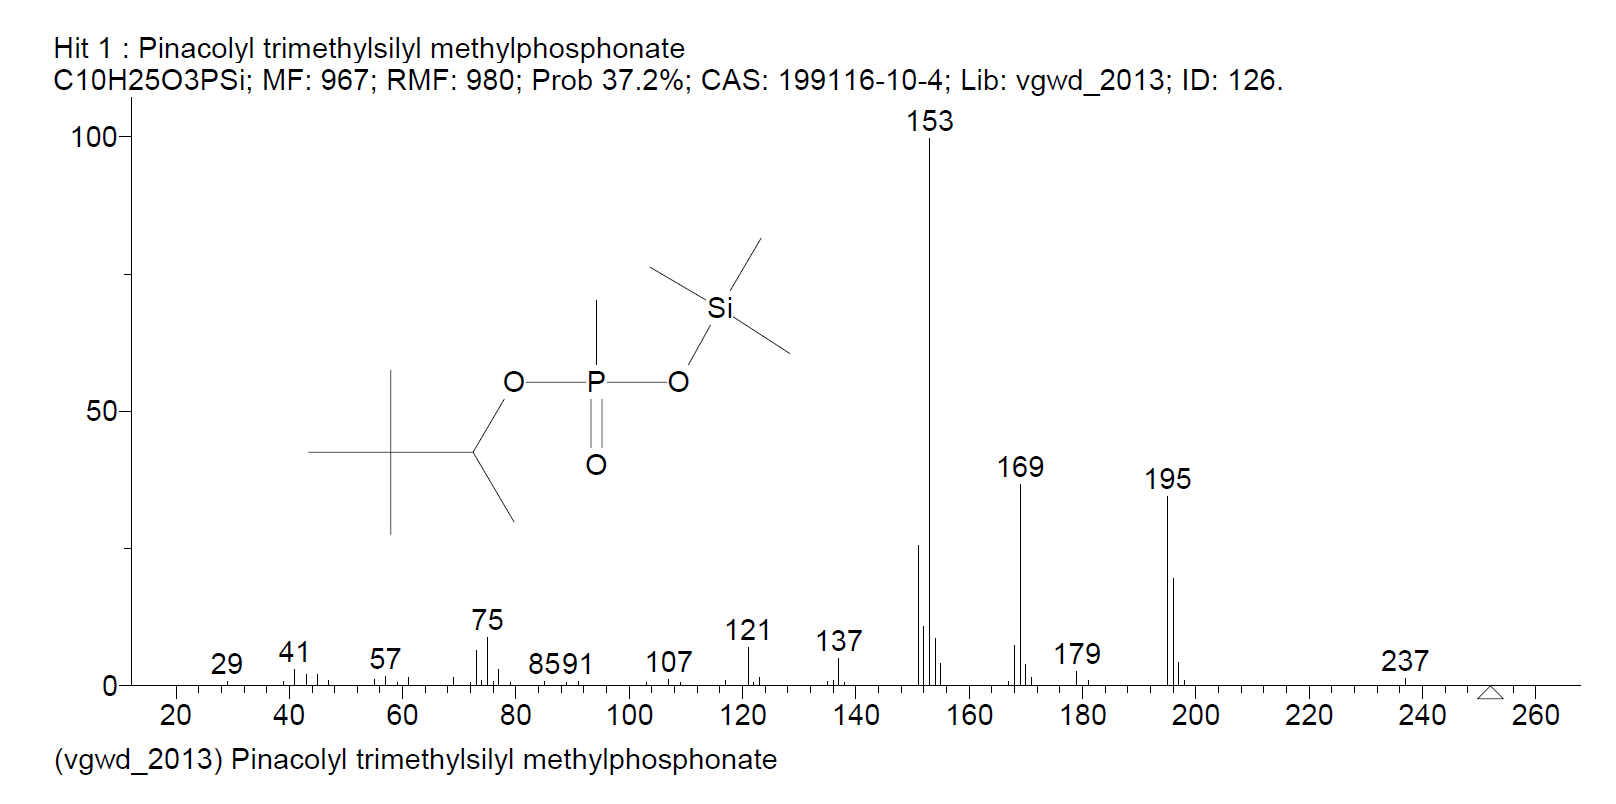 Hit 1 : Pinacolyl trimethylsilyl methylphosphonate
C10H25O3PSi; MF: 967; RMF: 980; Prob 37.2%; CAS: 199116-10-4; Lib: vgwd_2013; ID: 126.
100
153
Si
O P O
50
O
169
195
75
121
137
29 41 57 85 91 107 179 237
0
20 40 60 80 100 120 140 160 180 200 220 240 260
(vgwd_2013) Pinacolyl trimethylsilyl methylphosphonate